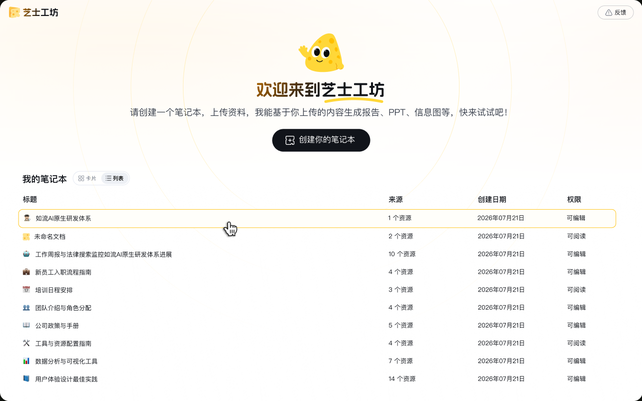 芝士工坊
反馈
欢迎来到芝士工坊
请创建一个笔记本，上传资料，我能基于你上传的内容生成报告、PPT、信息图等，快来试试吧！
创建你的笔记本
我的笔记本 卡片 列表
标题 来源 创建日期 权限
如流AI原生研发体系 1 个资源 2026年07月21日 可编辑
未命名文档 2 个资源 2026年07月21日 可阅读
工作周报与法律搜索监控如流AI原生研发体系进展 10 个资源 2026年07月21日 可编辑
新员工入职流程指南 4 个资源 2026年07月21日 可编辑
培训日程安排 3 个资源 2026年07月21日 可阅读
团队介绍与角色分配 4 个资源 2026年07月21日 可编辑
公司政策与手册 5 个资源 2026年07月21日 可编辑
工具与资源配置指南 4 个资源 2026年07月21日 可阅读
数据分析与可视化工具 7 个资源 2026年07月21日 可编辑
用户体验设计最佳实践 14 个资源 2026年07月21日 可编辑